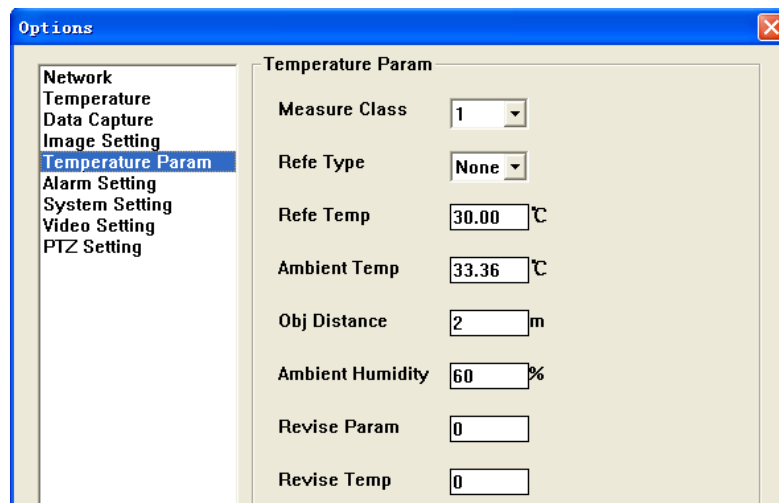 Options
Network
Temperature
Data Capture
Image Setting
Temperature Param
Alarm Setting
System Setting
Video Setting
PTZ Setting
Temperature Param
Measure Class 1
Refe Type None
Refe Temp 30.00 ℃
Ambient Temp 33.36 ℃
Obj Distance 2 m
Ambient Humidity 60 %
Revise Param 0
Revise Temp 0